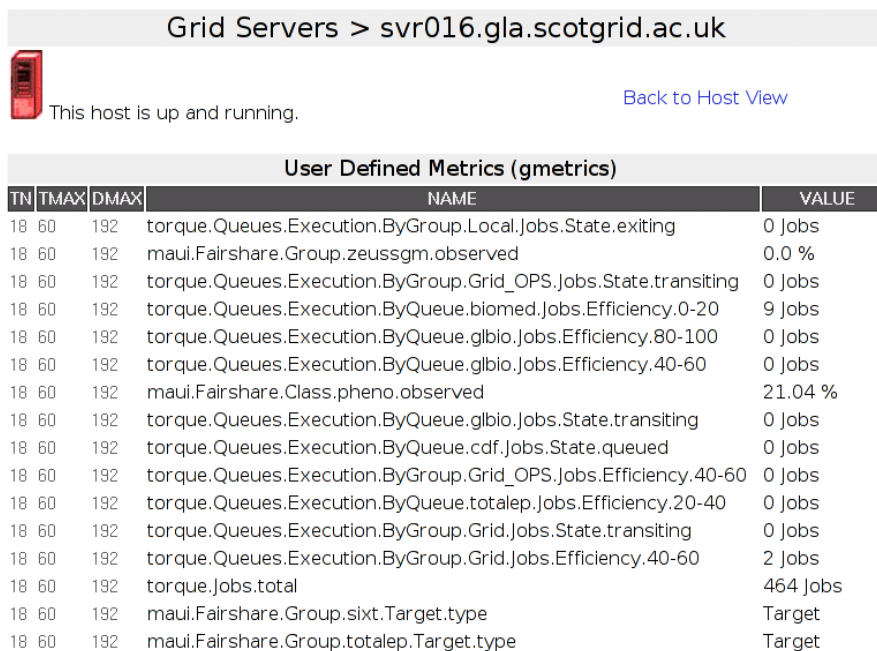 Grid Servers > svr016.gla.scotgrid.ac.uk
This host is up and running.
Back to Host View
User Defined Metrics (gmetrics)
TN TMAX DMAX NAME VALUE
18 60 192 torque.Queues.Execution.ByGroup.Local.Jobs.State.exiting 0 Jobs
18 60 192 maui.Fairshare.Group.zeussgm.observed 0.0 %
18 60 192 torque.Queues.Execution.ByGroup.Grid_OPS.Jobs.State.transiting 0 Jobs
18 60 192 torque.Queues.Execution.ByQueue.biomed.Jobs.Efficiency.0-20 9 Jobs
18 60 192 torque.Queues.Execution.ByQueue.glbio.Jobs.Efficiency.80-100 0 Jobs
18 60 192 torque.Queues.Execution.ByQueue.glbio.Jobs.Efficiency.40-60 0 Jobs
18 60 192 maui.Fairshare.Class.pheno.observed 21.04 %
18 60 192 torque.Queues.Execution.ByQueue.glbio.Jobs.State.transiting 0 Jobs
18 60 192 torque.Queues.Execution.ByQueue.cdf.Jobs.State.queued 0 Jobs
18 60 192 torque.Queues.Execution.ByGroup.Grid_OPS.Jobs.Efficiency.40-60 0 Jobs
18 60 192 torque.Queues.Execution.ByQueue.totalep.Jobs.Efficiency.20-40 0 Jobs
18 60 192 torque.Queues.Execution.ByGroup.Grid.Jobs.State.transiting 0 Jobs
18 60 192 torque.Queues.Execution.ByGroup.Grid.Jobs.Efficiency.40-60 2 Jobs
18 60 192 torque.Jobs.total 464 Jobs
18 60 192 maui.Fairshare.Group.sixt.Target.type Target
18 60 192 maui.Fairshare.Group.totalep.Target.type Target